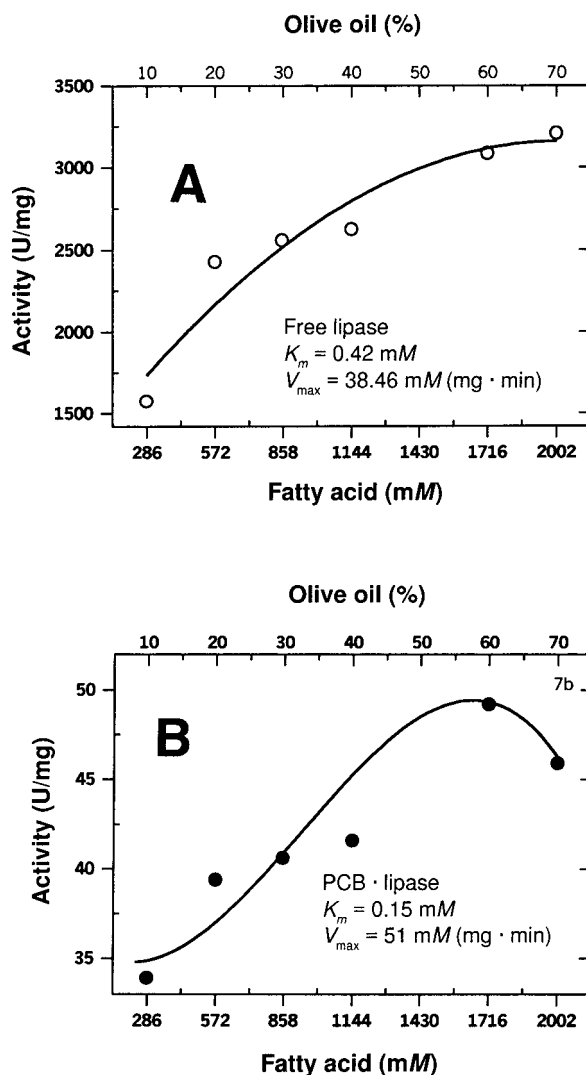 Olive oil (%)
10 20 30 40 50 60 70
3500
3000
2500
2000
1500
Activity (U/mg)
A
Free lipase
Km = 0.42 mM
Vmax = 38.46 mM (mg · min)
286 572 858 1144 1430 1716 2002
Fatty acid (mM)
Olive oil (%)
10 20 30 40 50 60 70
7b
50
45
40
35
Activity (U/mg)
B
PCB · lipase
Km = 0.15 mM
Vmax = 51 mM (mg · min)
286 572 858 1144 1430 1716 2002
Fatty acid (mM)